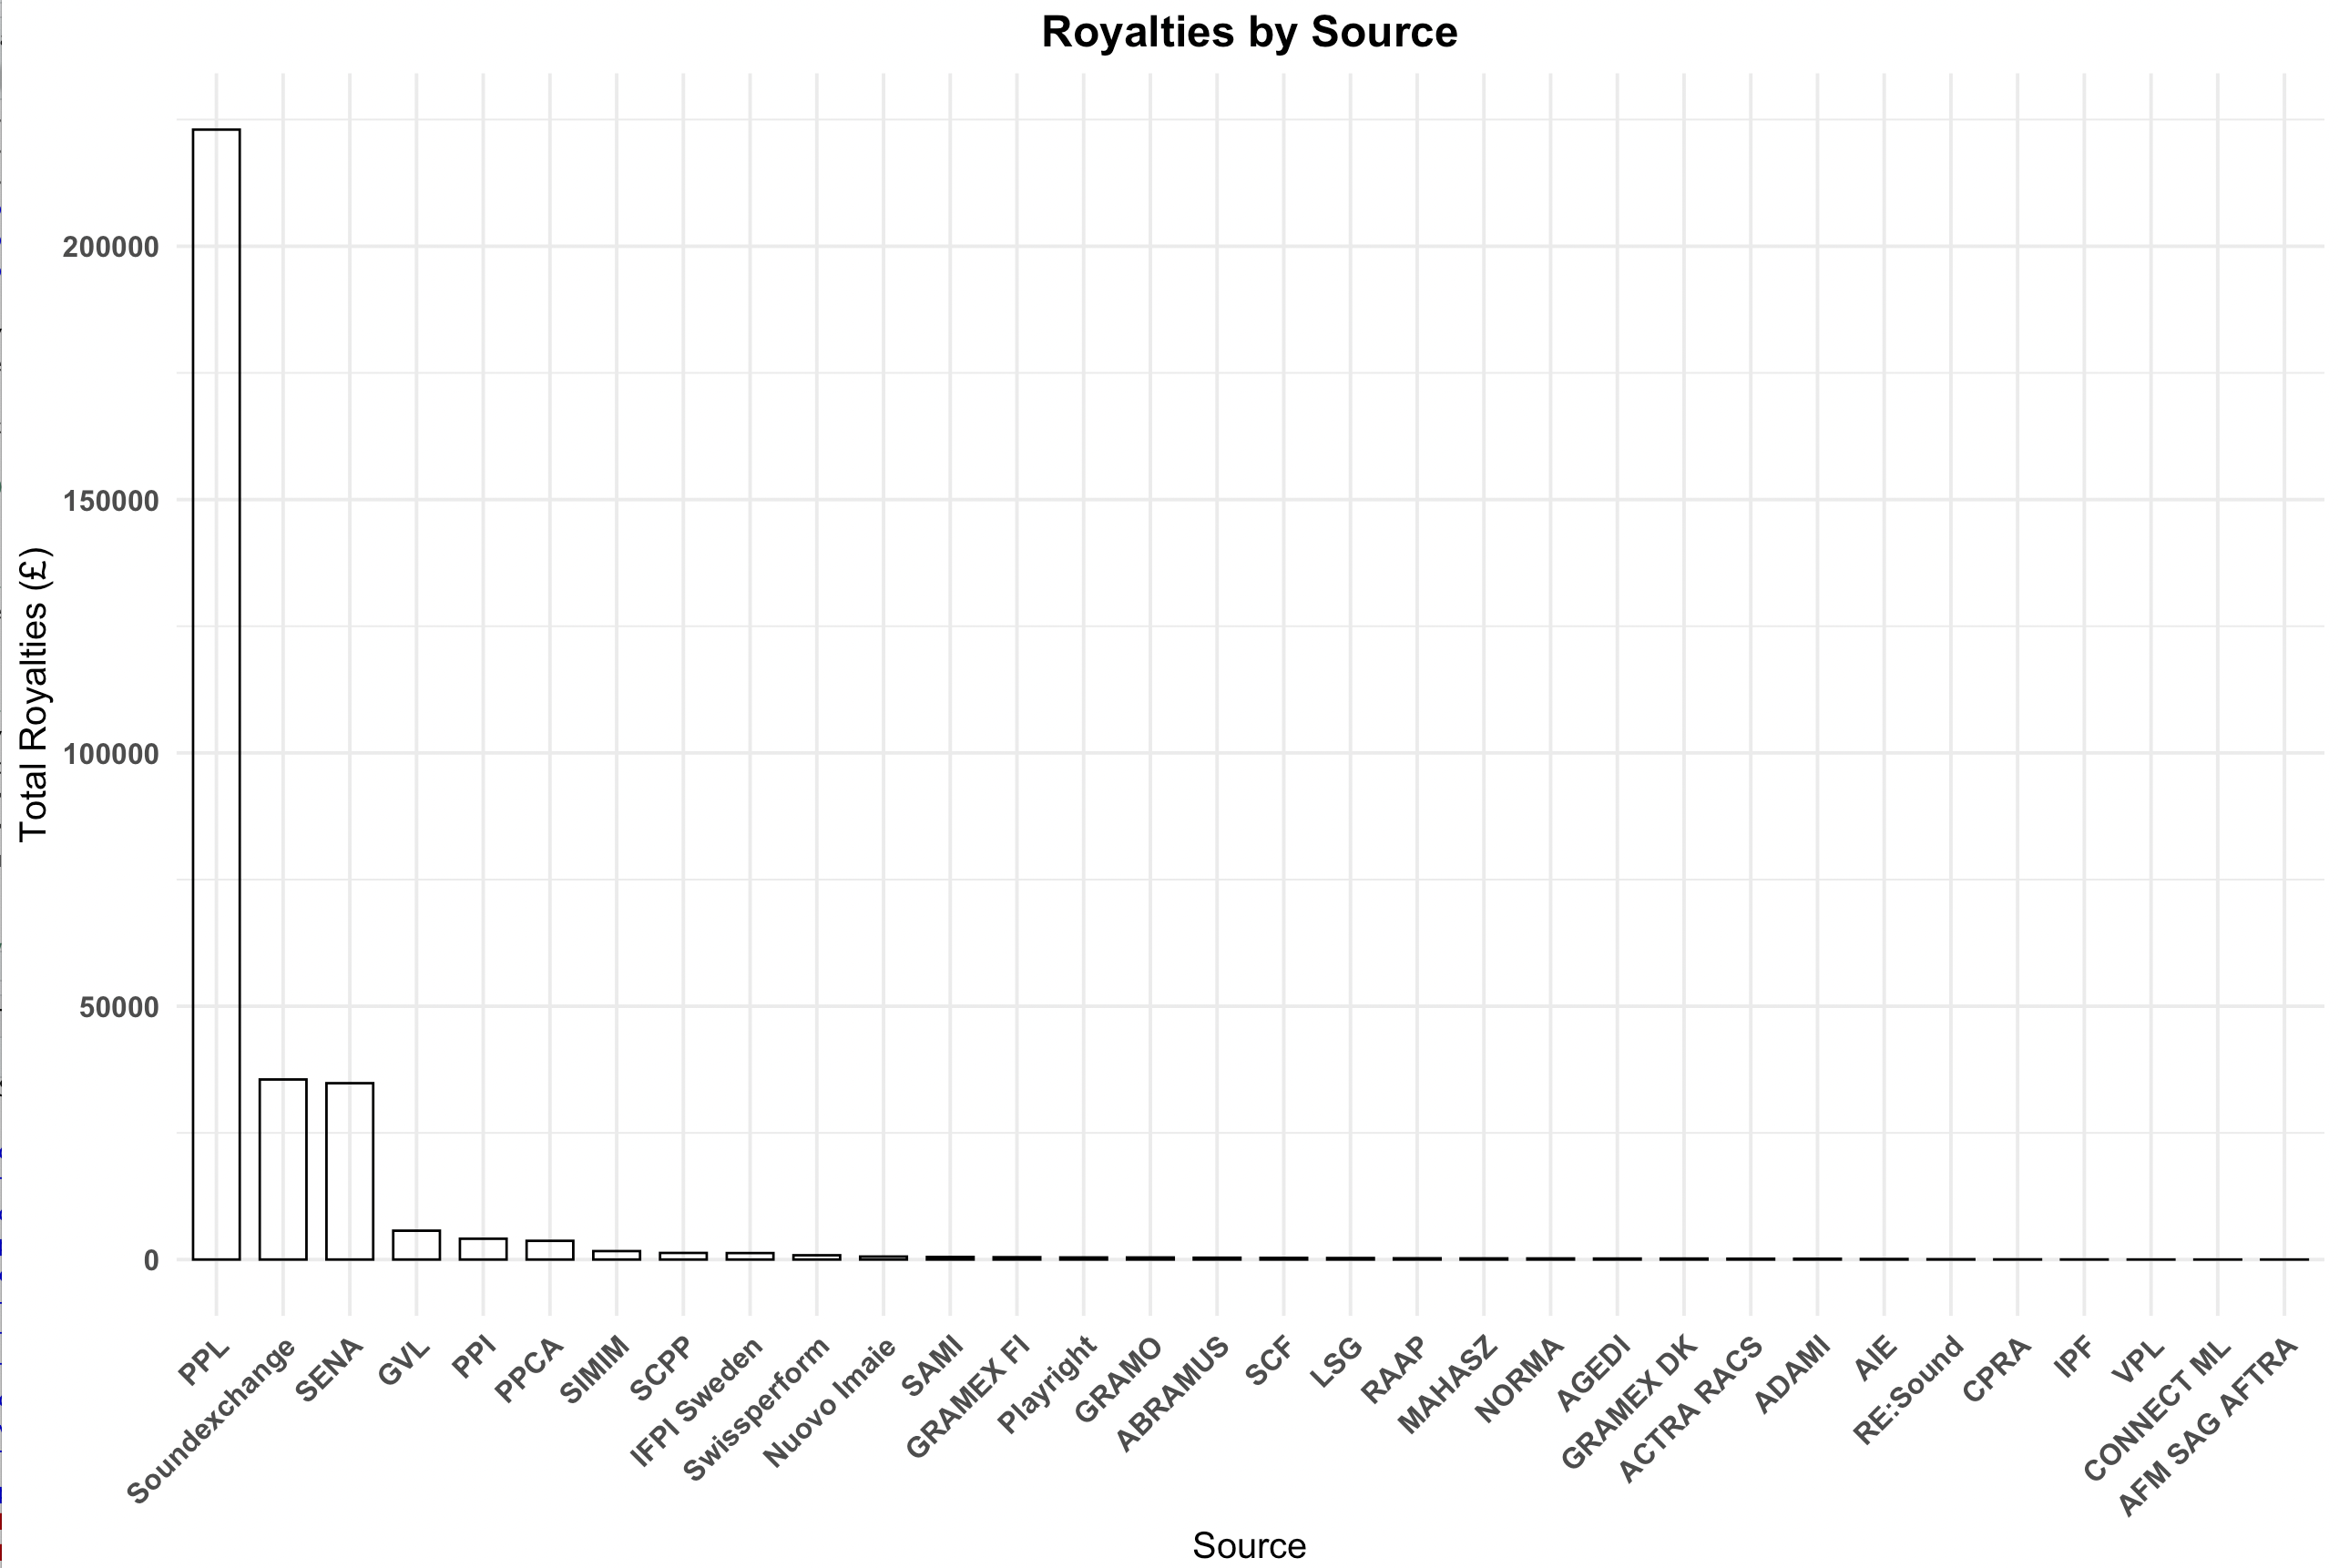 Royalties by Source
Total Royalties (£)
200000
150000
100000
50000
0
PPL
Soundexchange
SENA
GVL
PPI
PPCA
SIMIM
SCPP
IFPI Sweden
Swissperform
Nuovo Imaie
SAMI
GRAMEX FI
Playright
GRAMO
ABRAMUS
SCF
LSG
RAAP
MAHASZ
NORMA
AGEDI
GRAMEX DK
ACTRA RACS
ADAMI
AIE
RE:Sound
CPRA
IPF
VPL
CONNECT ML
AFM SAG AFTRA
Source